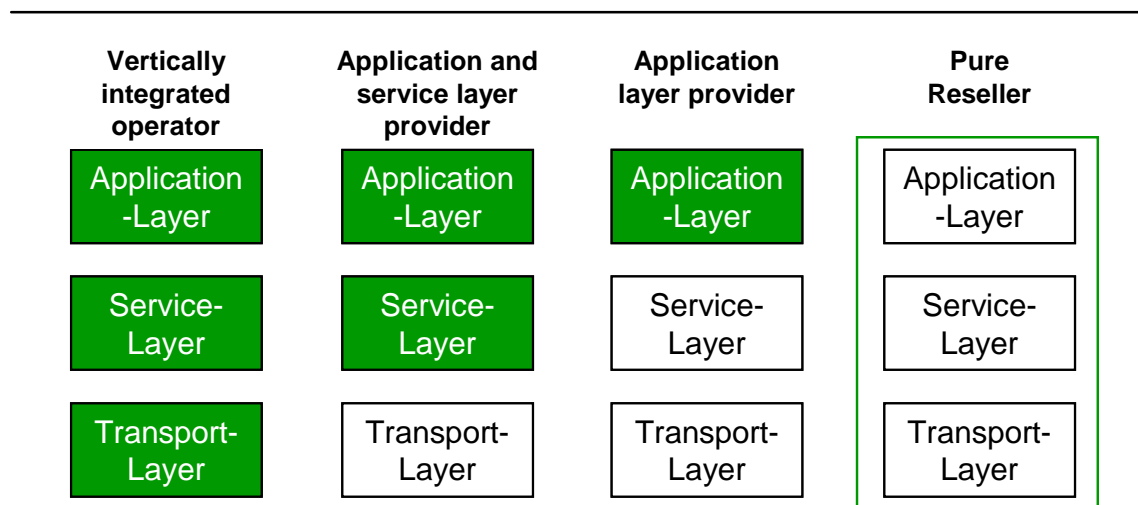 Vertically
integrated
operator
Application and
service layer
provider
Application
layer provider
Pure
Reseller
Application
-Layer
Application
-Layer
Application
-Layer
Application
-Layer
Service-
Layer
Service-
Layer
Service-
Layer
Service-
Layer
Transport-
Layer
Transport-
Layer
Transport-
Layer
Transport-
Layer